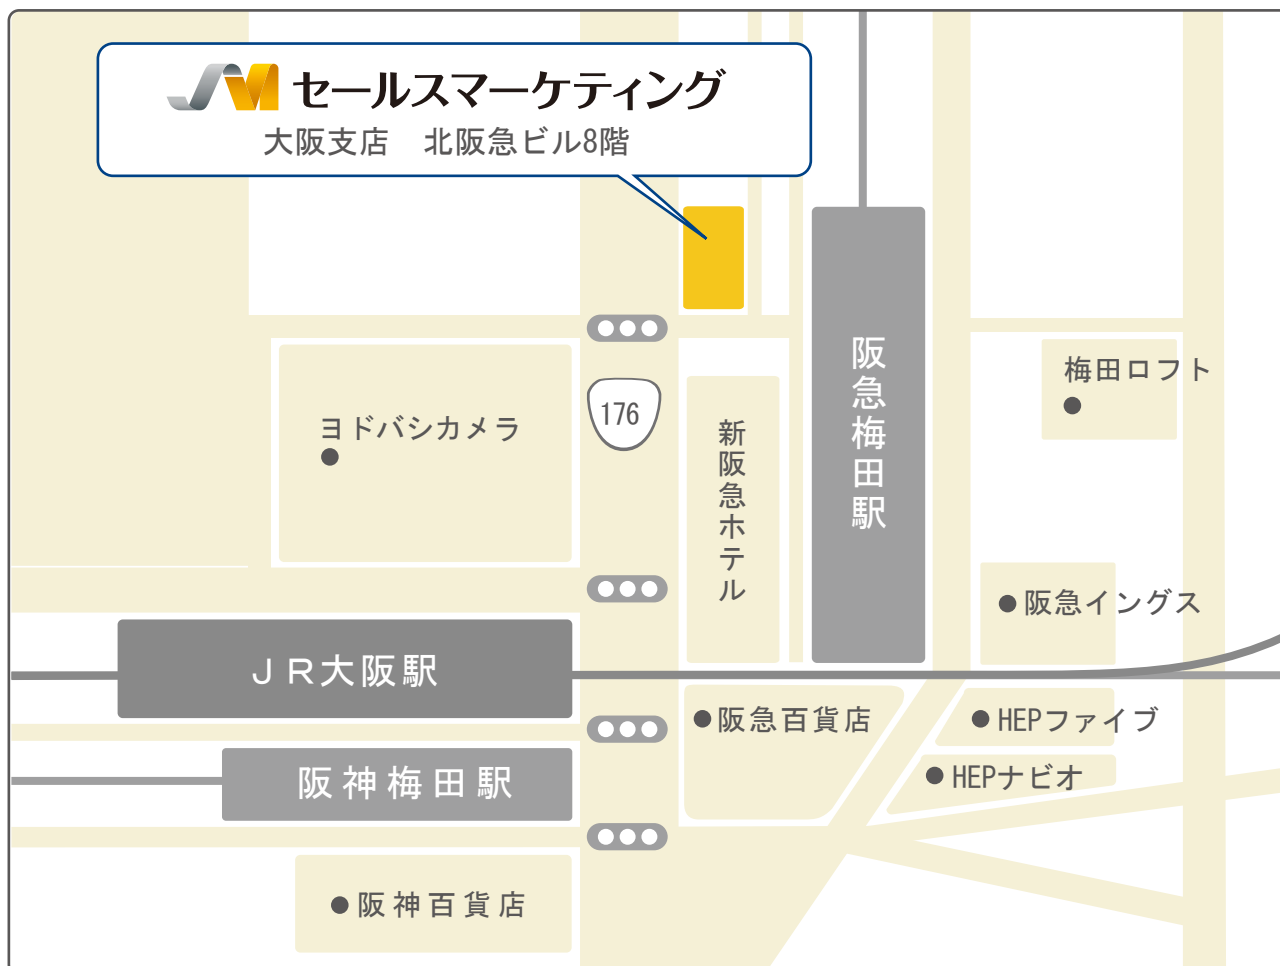 セールスマーケティング
大阪支店　北阪急ビル8階
阪急梅田駅
梅田ロフト
176
ヨドバシカメラ
新阪急ホテル
阪急イングス
ＪＲ大阪駅
阪急百貨店
HEPファイブ
阪神梅田駅
HEPナビオ
阪神百貨店